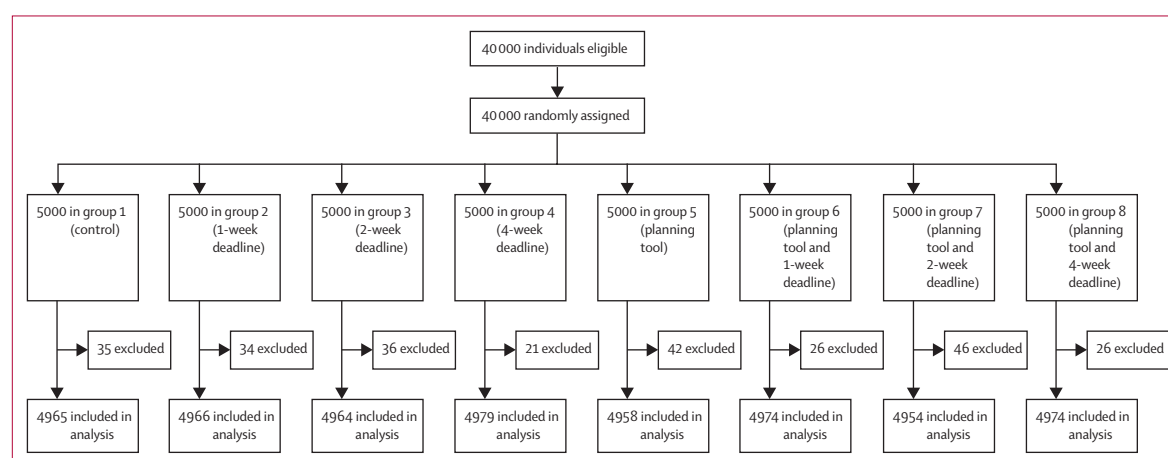 40 000 individuals eligible
40 000 randomly assigned
5000 in group 1
(control)
5000 in group 2
(1-week
deadline)
5000 in group 3
(2-week
deadline)
5000 in group 4
(4-week
deadline)
5000 in group 5
(planning
tool)
5000 in group 6
(planning
tool and
1-week
deadline)
5000 in group 7
(planning
tool and
2-week
deadline)
5000 in group 8
(planning
tool and
4-week
deadline)
35 excluded
34 excluded
36 excluded
21 excluded
42 excluded
26 excluded
46 excluded
26 excluded
4965 included in
analysis
4966 included in
analysis
4964 included in
analysis
4979 included in
analysis
4958 included in
analysis
4974 included in
analysis
4954 included in
analysis
4974 included in
analysis